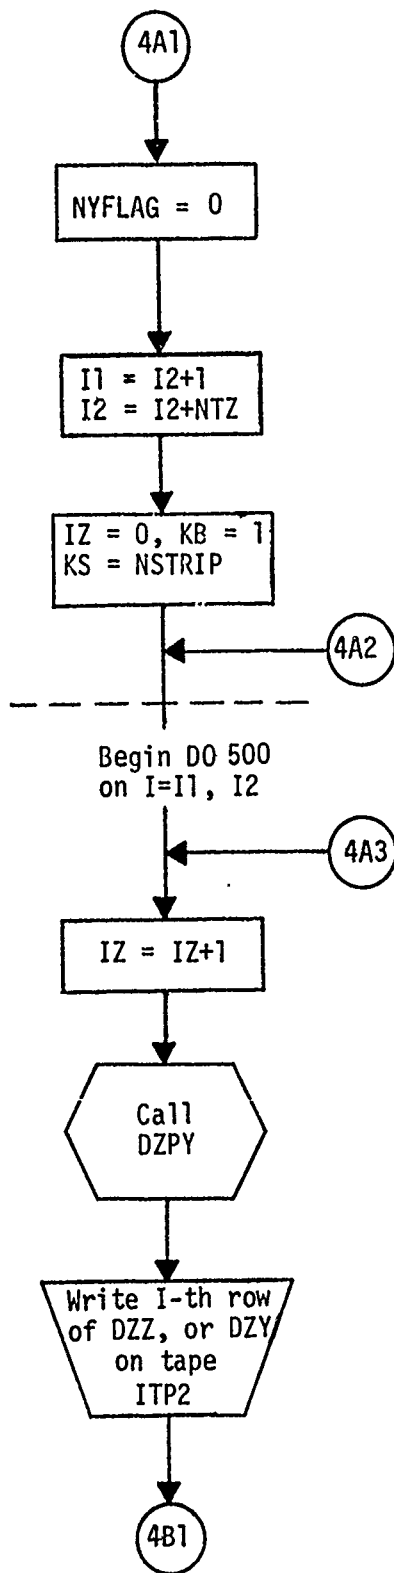 4A1
NYFLAG = 0
I1 = I2+1
I2 = I2+NTZ
IZ = 0, KB = 1
KS = NSTRIP
4A2
Begin DO 500
on I=I1, I2
4A3
IZ = IZ+1
Call
DZPY
Write I-th row
of DZZ, or DZY
on tape
ITP2
4B1